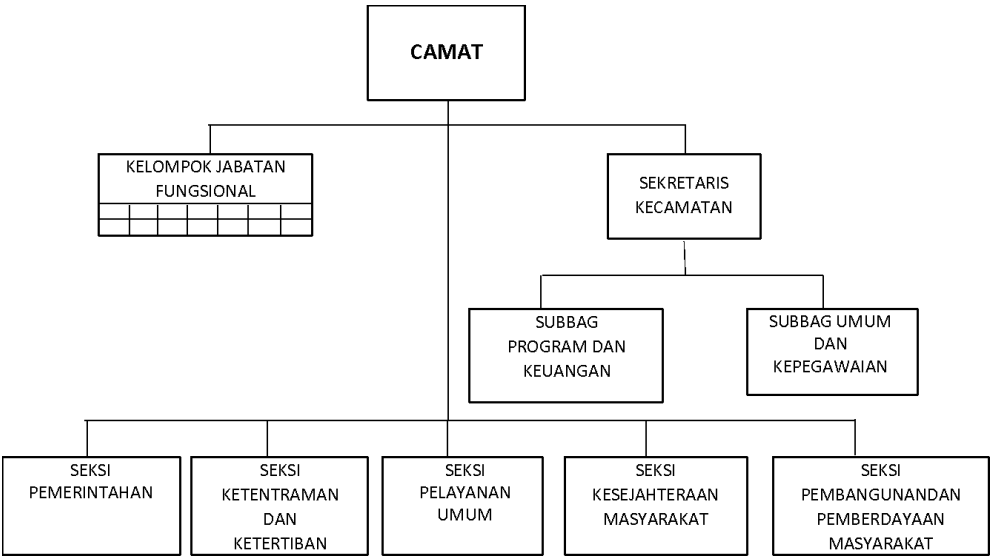 CAMAT
KELOMPOK JABATAN
FUNGSIONAL
SEKRETARIS
KECAMATAN
SUBBAG
PROGRAM DAN
KEUANGAN
SUBBAG UMUM
DAN
KEPEGAWAIAN
SEKSI
PEMERINTAHAN
SEKSI
KETENTRAMAN
DAN
KETERTIBAN
SEKSI
PELAYANAN
UMUM
SEKSI
KESEJAHTERAAN
MASYARAKAT
SEKSI
PEMBANGUNANDAN
PEMBERDAYAAN
MASYARAKAT